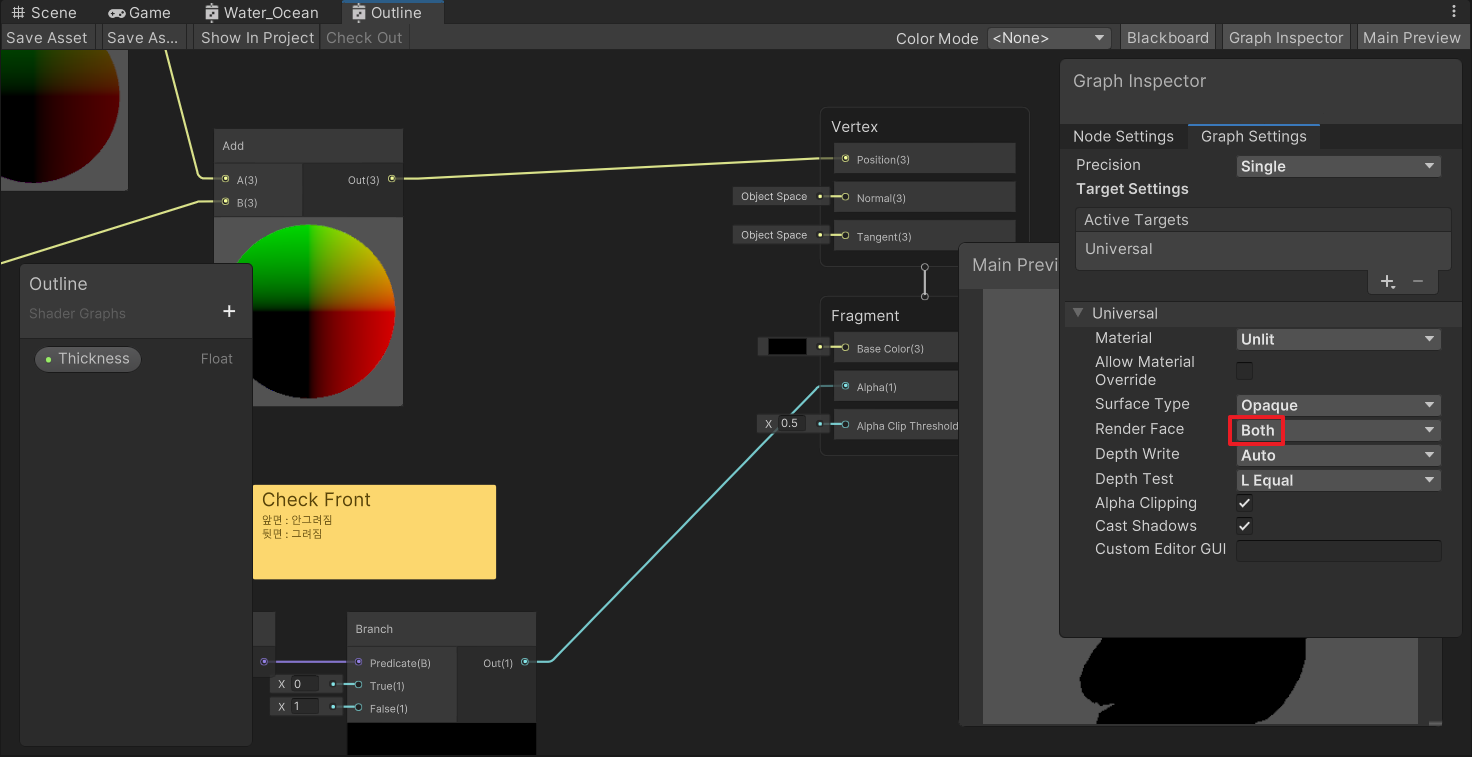 Scene
Game
Water_Ocean
Outline
Save Asset
Save As...
Show In Project
Check Out
Color Mode
<None>
Blackboard
Graph Inspector
Main Preview
Add
A(3)
B(3)
Out(3)
Outline
Shader Graphs
+
Thickness
Float
Check Front
앞면 : 안그려짐
뒷면 : 그려짐
Branch
Predicate(B)
True(1)
False(1)
Out(1)
X 0
X 1
Vertex
Position(3)
Object Space
Normal(3)
Object Space
Tangent(3)
Fragment
Base Color(3)
Alpha(1)
X 0.5
Alpha Clip Threshold
Main Previ
Graph Inspector
Node Settings
Graph Settings
Precision
Single
Target Settings
Active Targets
Universal
Universal
Material
Unlit
Allow Material
Override
Surface Type
Opaque
Render Face
Both
Depth Write
Auto
Depth Test
L Equal
Alpha Clipping
Cast Shadows
Custom Editor GUI